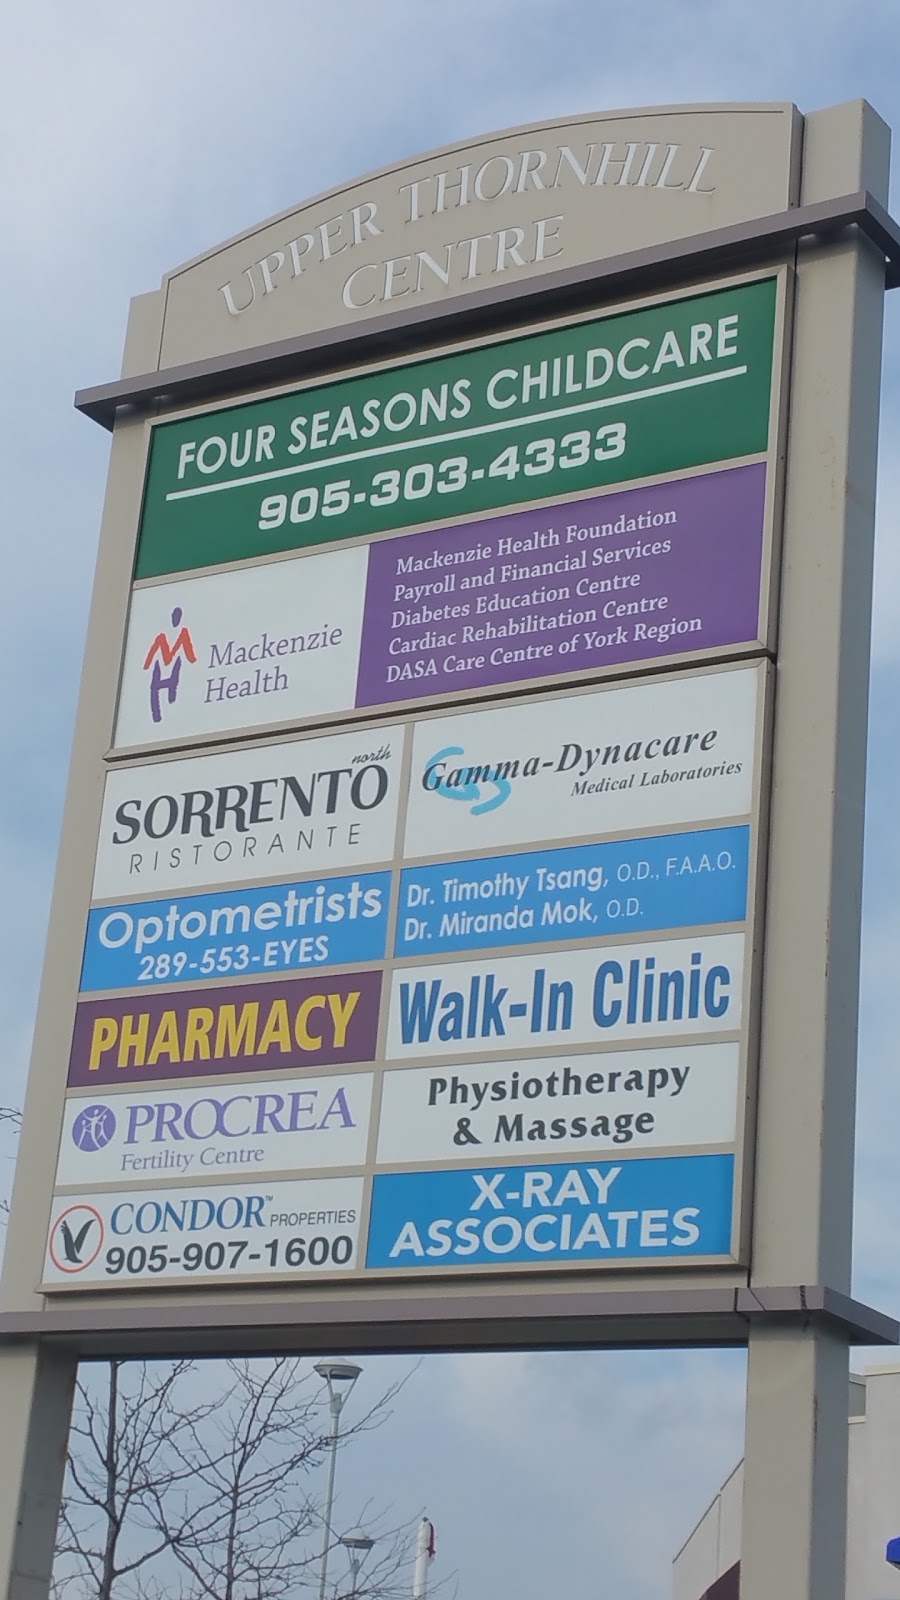 UPPER THORNHILL
CENTRE
FOUR SEASONS CHILDCARE
905-303-4333
Mackenzie
Health
Mackenzie Health Foundation
Payroll and Financial Services
Diabetes Education Centre
Cardiac Rehabilitation Centre
DASA Care Centre of York Region
north
SORRENTO
RISTORANTE
Gamma-Dynacare
Medical Laboratories
Optometrists
289-553-EYES
Dr. Timothy Tsang, O.D., F.A.A.O.
Dr. Miranda Mok, O.D.
PHARMACY
Walk-In Clinic
PROCREA
Fertility Centre
Physiotherapy
& Massage
CONDOR™ PROPERTIES
905-907-1600
X-RAY
ASSOCIATES